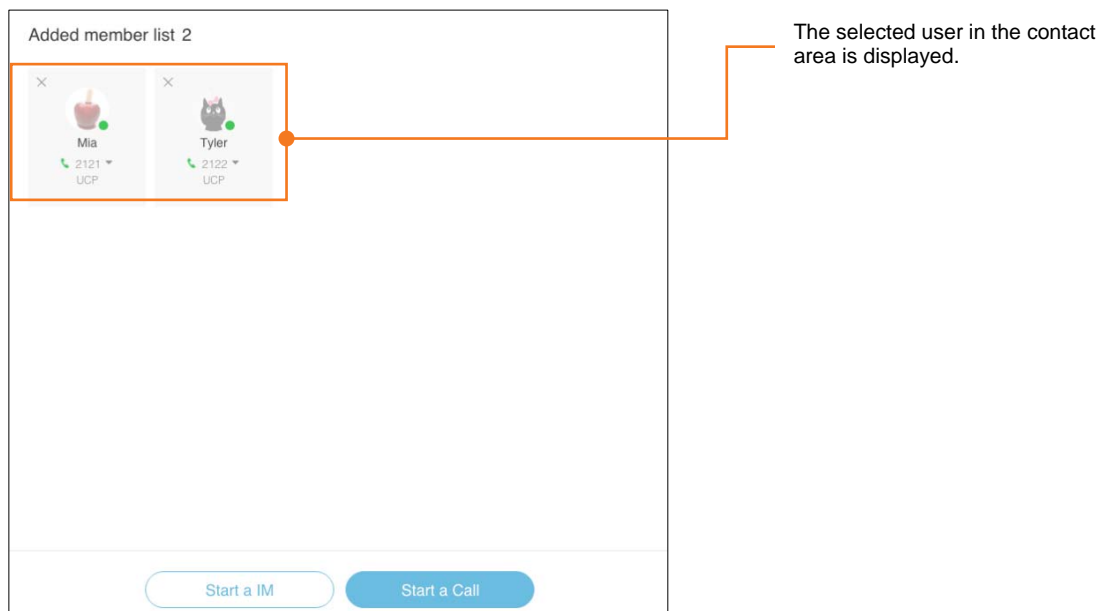 Added member list 2
The selected user in the contact
area is displayed.
Mia
Tyler
2121
2122
UCP
UCP
Start a IM
Start a Call